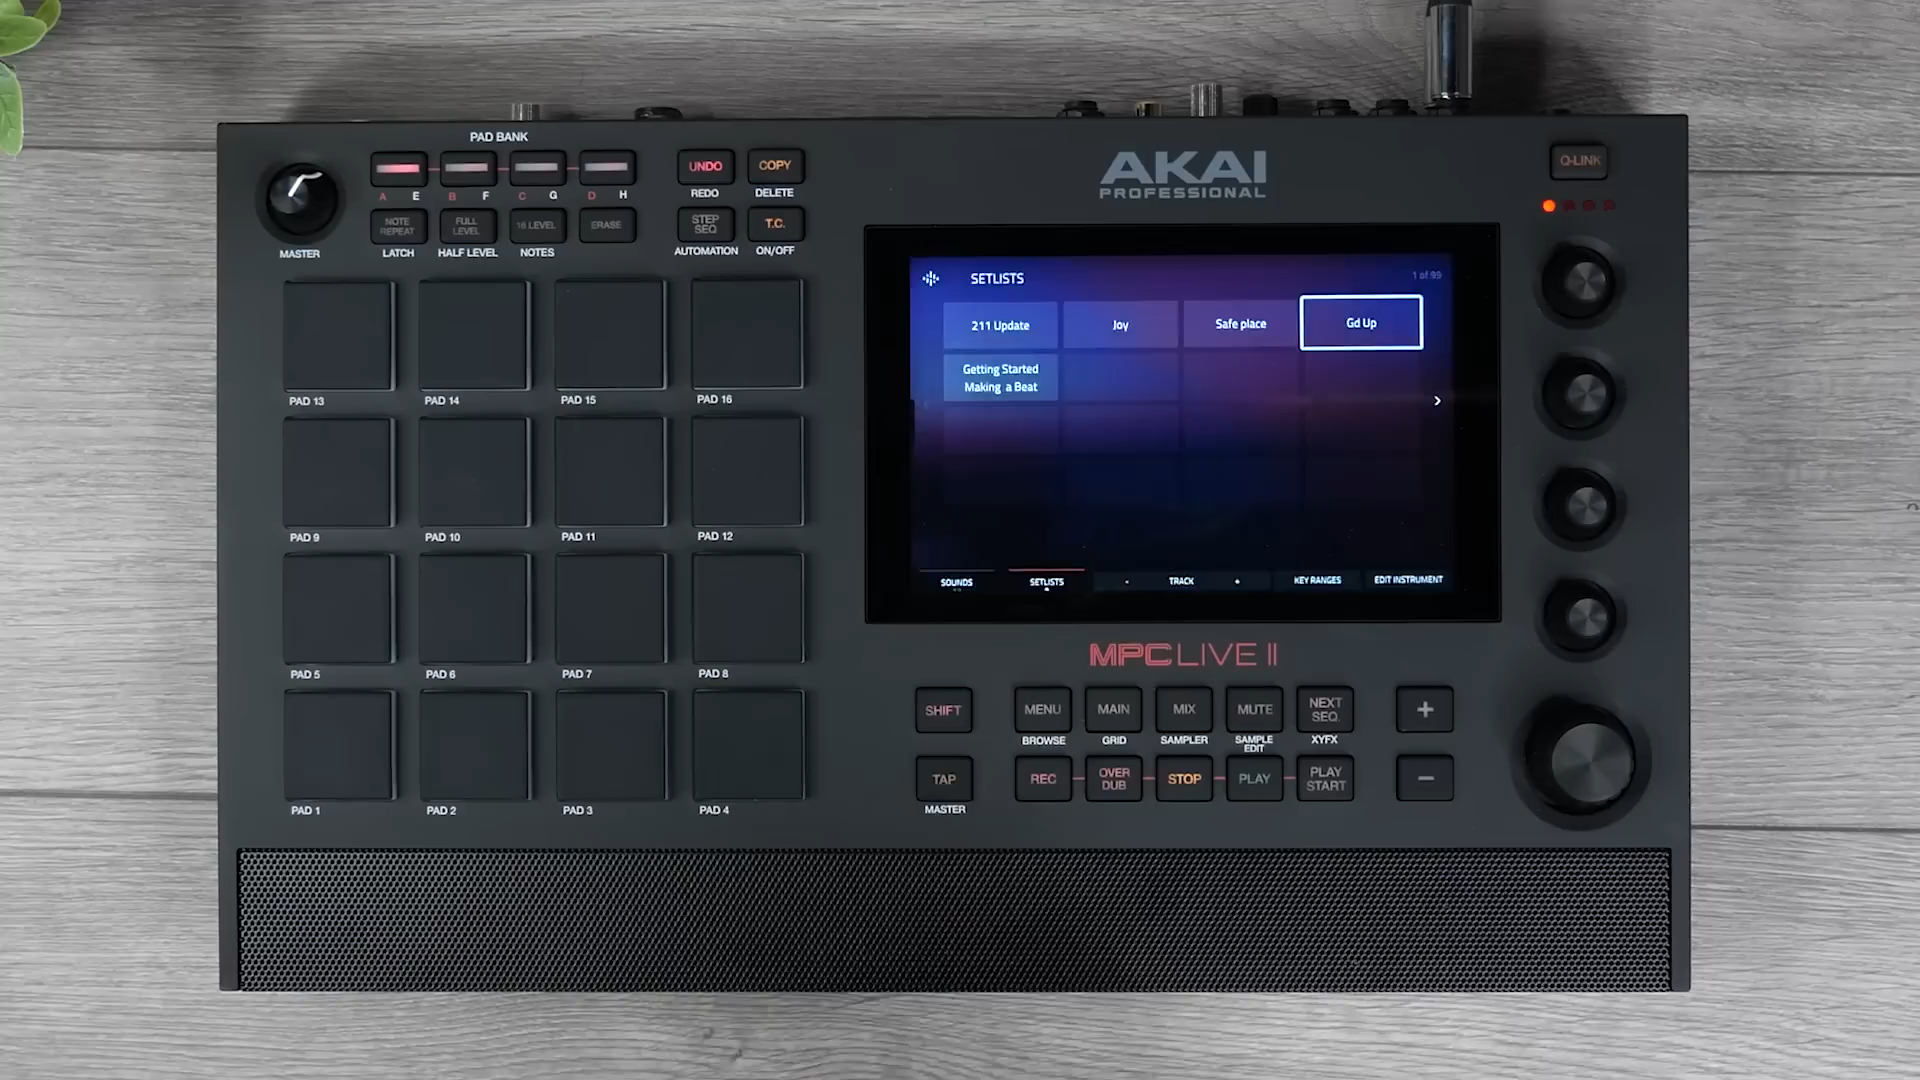 PAD BANK
A E B F C G D H
UNDO COPY
REDO DELETE
NOTE REPEAT
FULL LEVEL
16 LEVEL
ERASE
STEP SEQ
T.C.
LATCH HALF LEVEL NOTES
AUTOMATION ON/OFF
MASTER
AKAI
PROFESSIONAL
Q-LINK
SETLISTS
1 of 99
211 Update
Joy
Safe place
Gd Up
Getting Started
Making a Beat
SOUNDS SETLISTS - TRACK + KEY RANGES EDIT INSTRUMENT
PAD 13 PAD 14 PAD 15 PAD 16
PAD 9 PAD 10 PAD 11 PAD 12
PAD 5 PAD 6 PAD 7 PAD 8
PAD 1 PAD 2 PAD 3 PAD 4
MPC LIVE II
SHIFT
MENU MAIN MIX MUTE
NEXT
SEQ.
+
BROWSE GRID SAMPLER
SAMPLE
EDIT
XYFX
TAP
REC
OVER
DUB
STOP PLAY
PLAY
START
−
MASTER